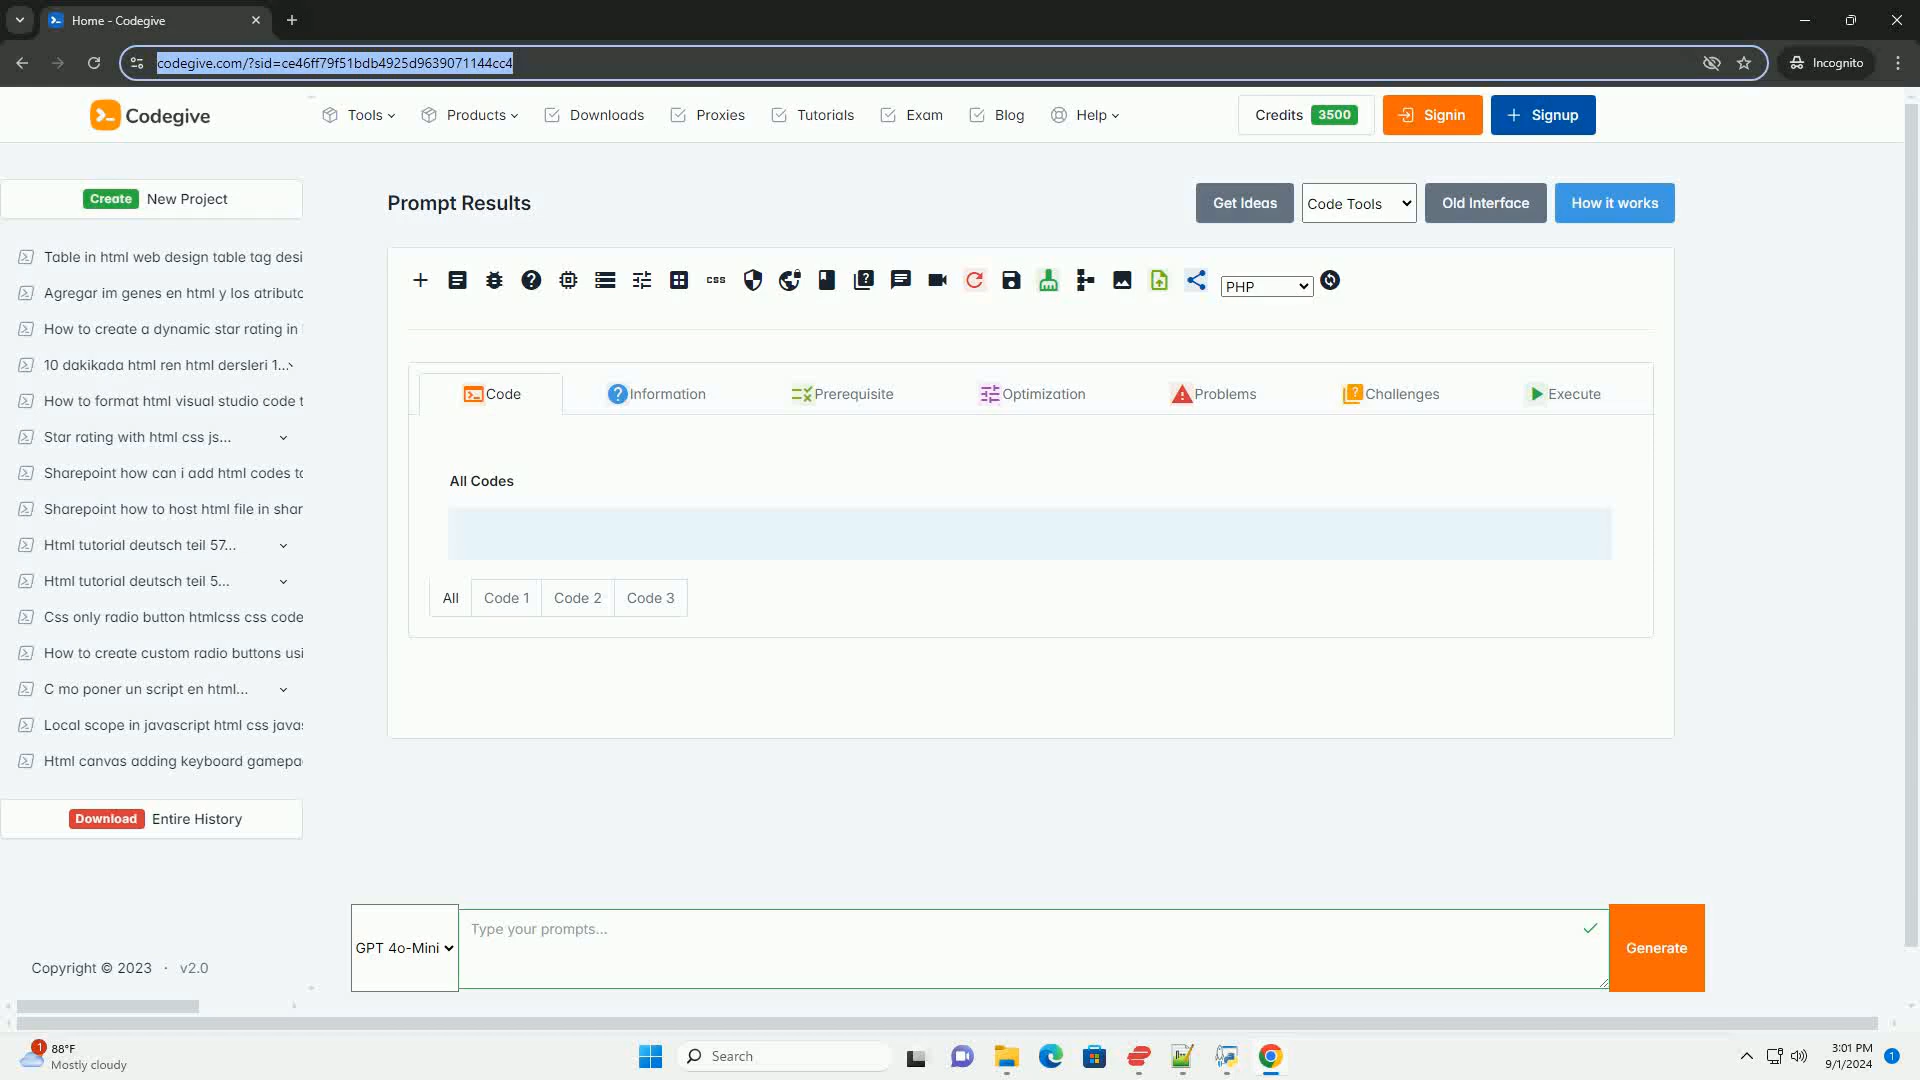 Home - Codegive
codegive.com/?sid=ce46ff79f51bdb4925d9639071144cc4
Incognito
Codegive
Tools
Products
Downloads
Proxies
Tutorials
Exam
Blog
Help
Credits 3500
Signin
Signup
Create New Project
Table in html web design table tag desi
Agregar im genes en html y los atributo
How to create a dynamic star rating in
10 dakikada html ren html dersleri 1...
How to format html visual studio code t
Star rating with html css js...
Sharepoint how can i add html codes to
Sharepoint how to host html file in shar
Html tutorial deutsch teil 57...
Html tutorial deutsch teil 5...
Css only radio button htmlcss css code
How to create custom radio buttons usi
C mo poner un script en html...
Local scope in javascript html css java
Html canvas adding keyboard gamepa
Download Entire History
Copyright © 2023 · v2.0
Prompt Results
Get Ideas
Code Tools
Old Interface
How it works
css
PHP
Code
Information
Prerequisite
Optimization
Problems
Challenges
Execute
All Codes
All
Code 1
Code 2
Code 3
GPT 4o-Mini
Type your prompts...
Generate
1
88°F
Mostly cloudy
Search
3:01 PM
9/1/2024
1